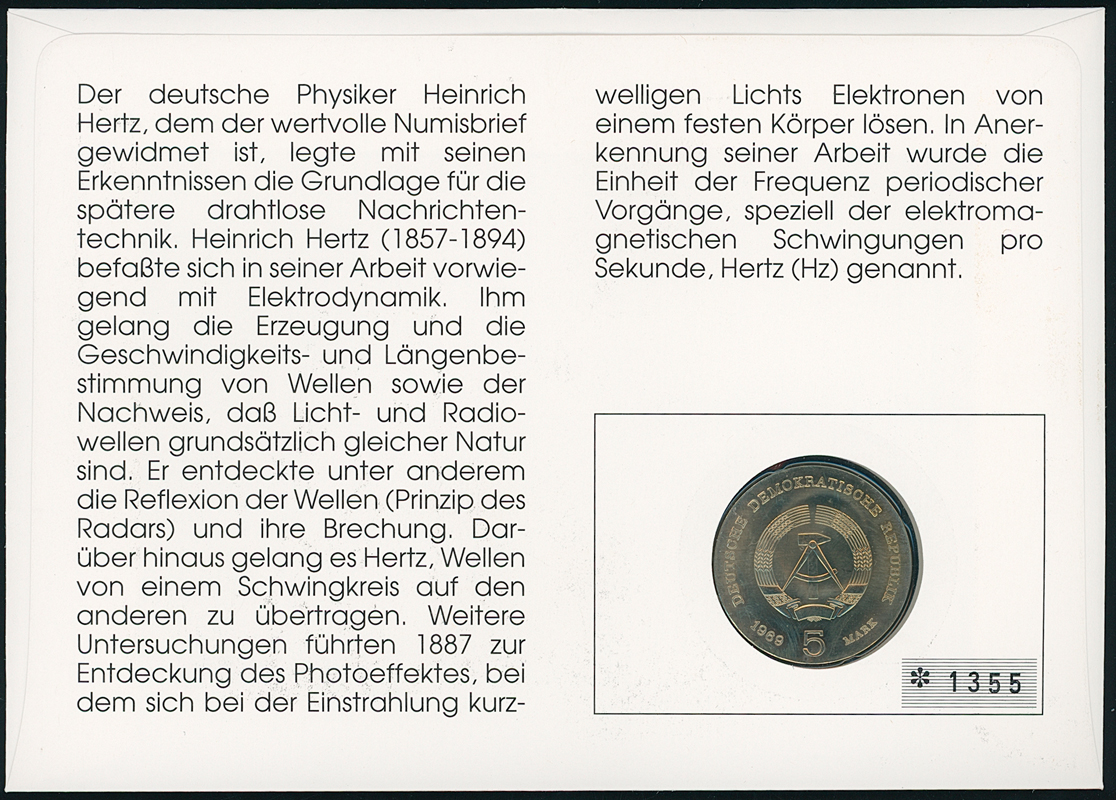 Der deutsche Physiker Heinrich
Hertz, dem der wertvolle Numisbrief
gewidmet ist, legte mit seinen
Erkenntnissen die Grundlage für die
spätere drahtlose Nachrichten-
technik. Heinrich Hertz (1857-1894)
befaßte sich in seiner Arbeit vorwie-
gend mit Elektrodynamik. Ihm
gelang die Erzeugung und die
Geschwindigkeits- und Längenbe-
stimmung von Wellen sowie der
Nachweis, daß Licht- und Radio-
wellen grundsätzlich gleicher Natur
sind. Er entdeckte unter anderem
die Reflexion der Wellen (Prinzip des
Radars) und ihre Brechung. Dar-
über hinaus gelang es Hertz, Wellen
von einem Schwingkreis auf den
anderen zu übertragen. Weitere
Untersuchungen führten 1887 zur
Entdeckung des Photoeffektes, bei
dem sich bei der Einstrahlung kurz-
welligen Lichts Elektronen von
einem festen Körper lösen. In Aner-
kennung seiner Arbeit wurde die
Einheit der Frequenz periodischer
Vorgänge, speziell der elektroma-
gnetischen Schwingungen pro
Sekunde, Hertz (Hz) genannt.
DEUTSCHE DEMOKRATISCHE REPUBLIK
1969 5 MARK
* 1355